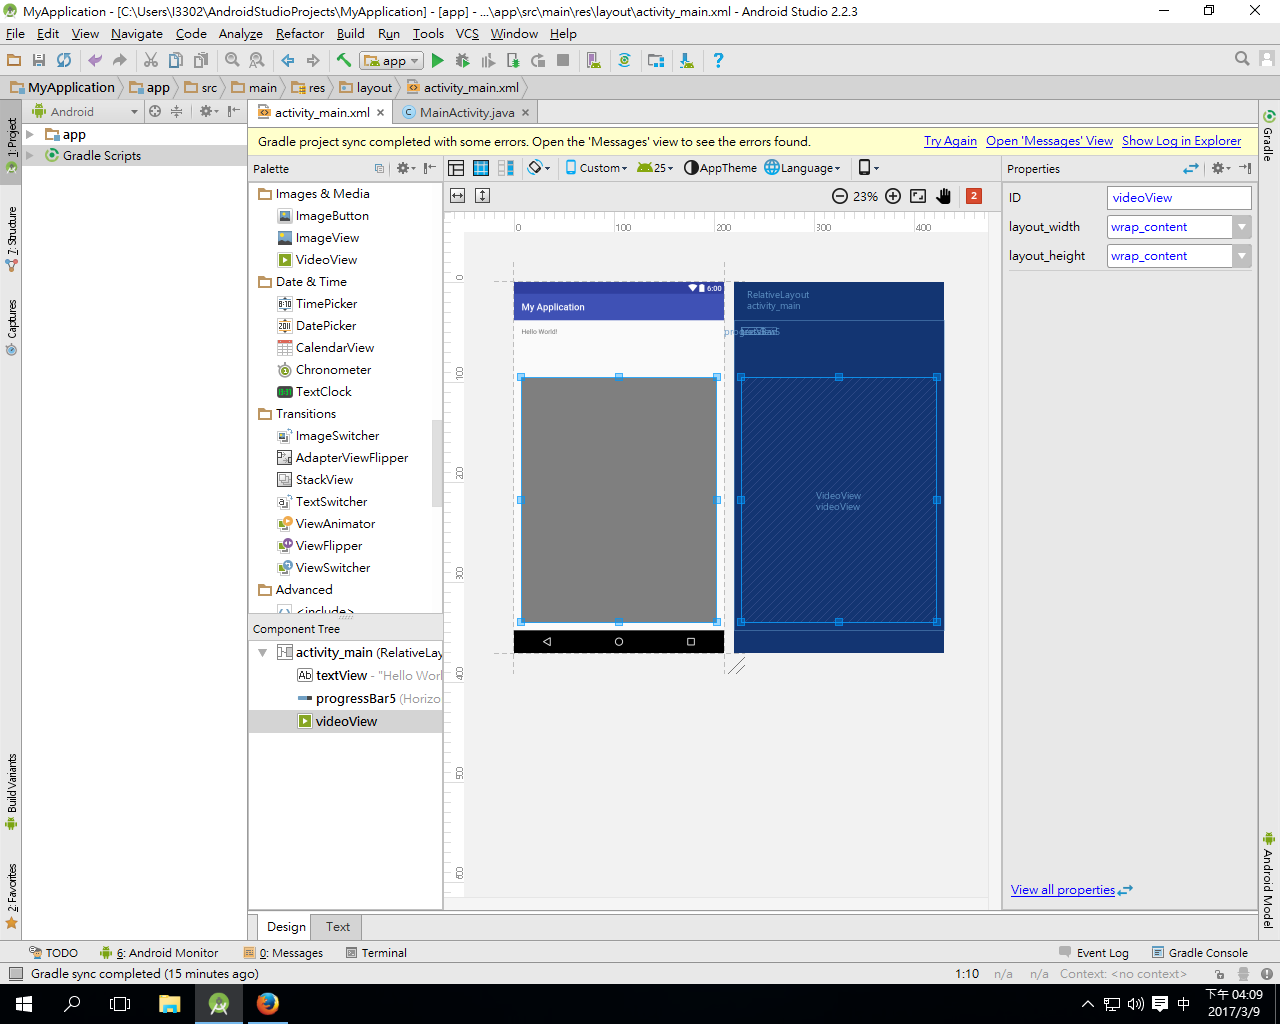 MyApplication - [C:\Users\I3302\AndroidStudioProjects\MyApplication] - [app] - ...\app\src\main\res\layout\activity_main.xml - Android Studio 2.2.3
File Edit View Navigate Code Analyze Refactor Build Run Tools VCS Window Help
app
MyApplication app src main res layout activity_main.xml
1: Project
7: Structure
Captures
Build Variants
2: Favorites
Android
app
Gradle Scripts
activity_main.xml MainActivity.java
Gradle project sync completed with some errors. Open the 'Messages' view to see the errors found. Try Again Open 'Messages' View Show Log in Explorer
Palette
Images & Media
ImageButton
ImageView
VideoView
Date & Time
TimePicker
DatePicker
CalendarView
Chronometer
TextClock
Transitions
ImageSwitcher
AdapterViewFlipper
StackView
TextSwitcher
ViewAnimator
ViewFlipper
ViewSwitcher
Advanced
<include>
Component Tree
activity_main (RelativeLay
textView - "Hello Worl
progressBar5 (Horizo
videoView
Custom 25 AppTheme Language
23% 2
0 100 200 300 400
0
100
200
300
400
500
600
6:00
My Application
Hello World!
RelativeLayout
activity_main
VideoView
videoView
Properties
ID videoView
layout_width wrap_content
layout_height wrap_content
View all properties
Gradle
Android Model
Design Text
TODO 6: Android Monitor 0: Messages Terminal Event Log Gradle Console
Gradle sync completed (15 minutes ago) 1:10 n/a n/a Context: <no context>
中
下午 04:09
2017/3/9